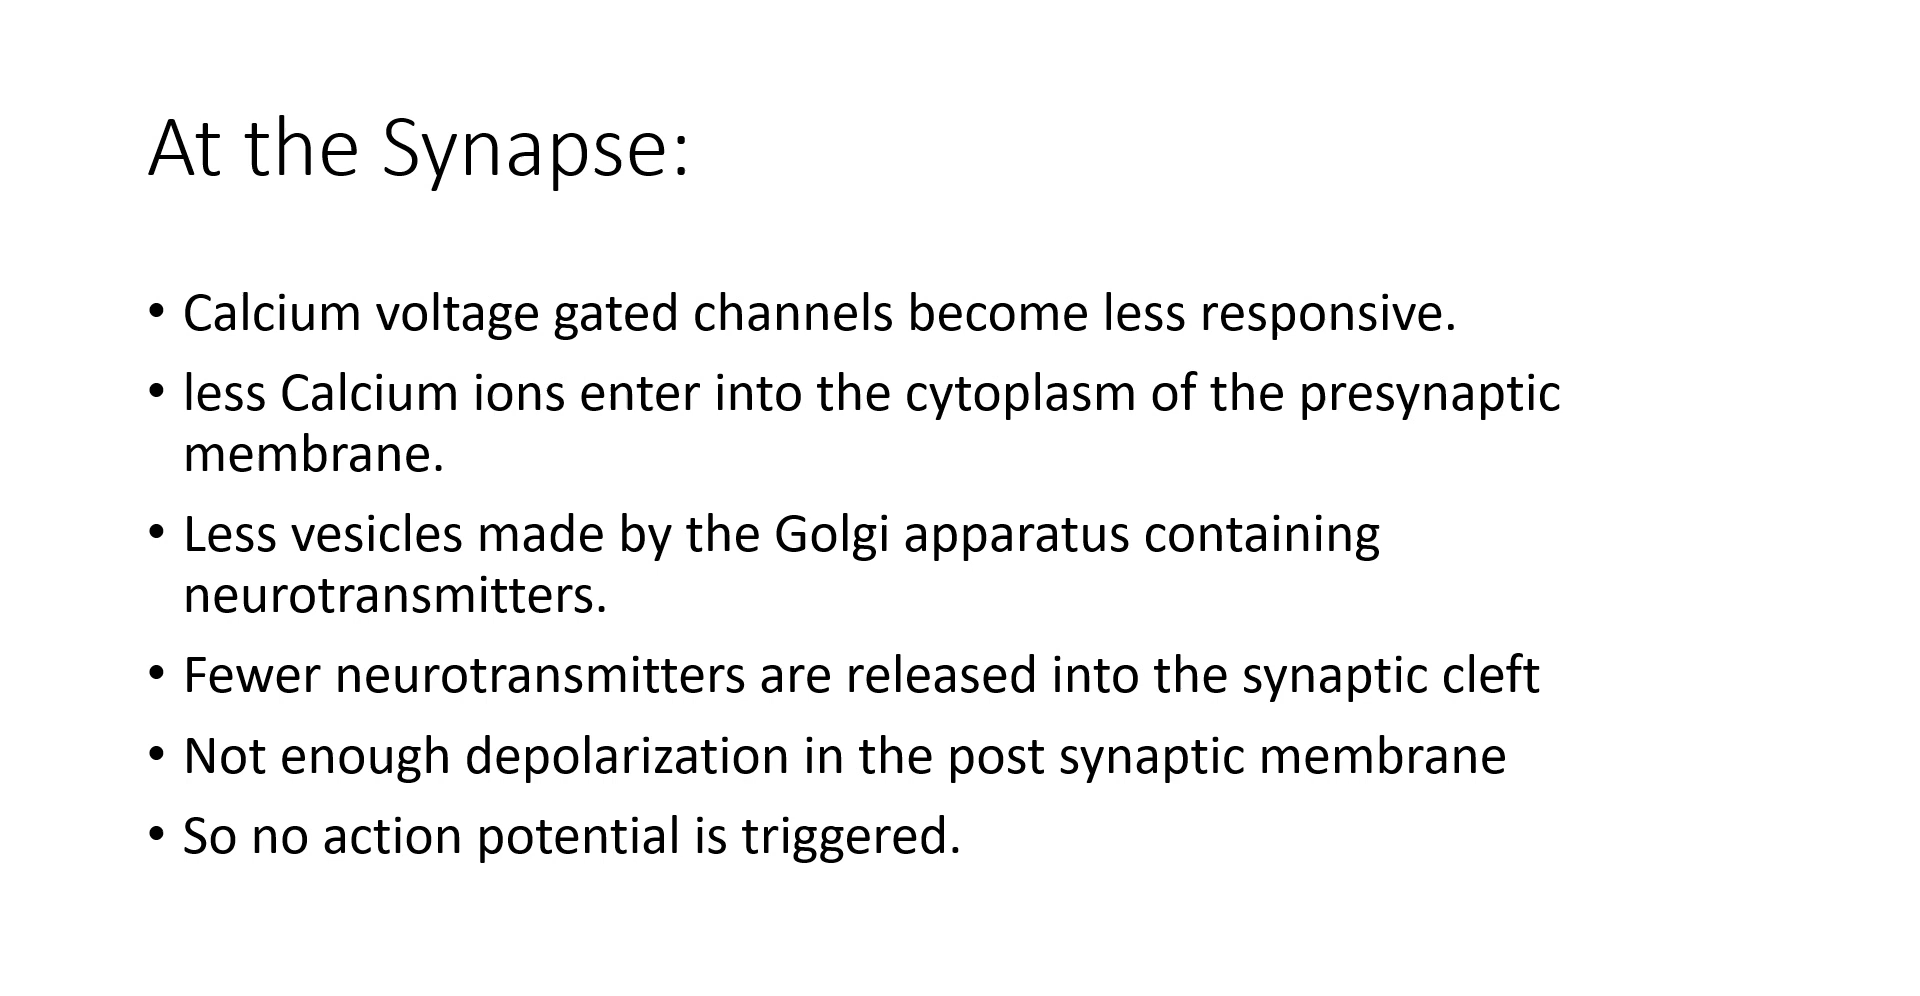 At the Synapse:
• Calcium voltage gated channels become less responsive.
• less Calcium ions enter into the cytoplasm of the presynaptic
membrane.
• Less vesicles made by the Golgi apparatus containing
neurotransmitters.
• Fewer neurotransmitters are released into the synaptic cleft
• Not enough depolarization in the post synaptic membrane
• So no action potential is triggered.